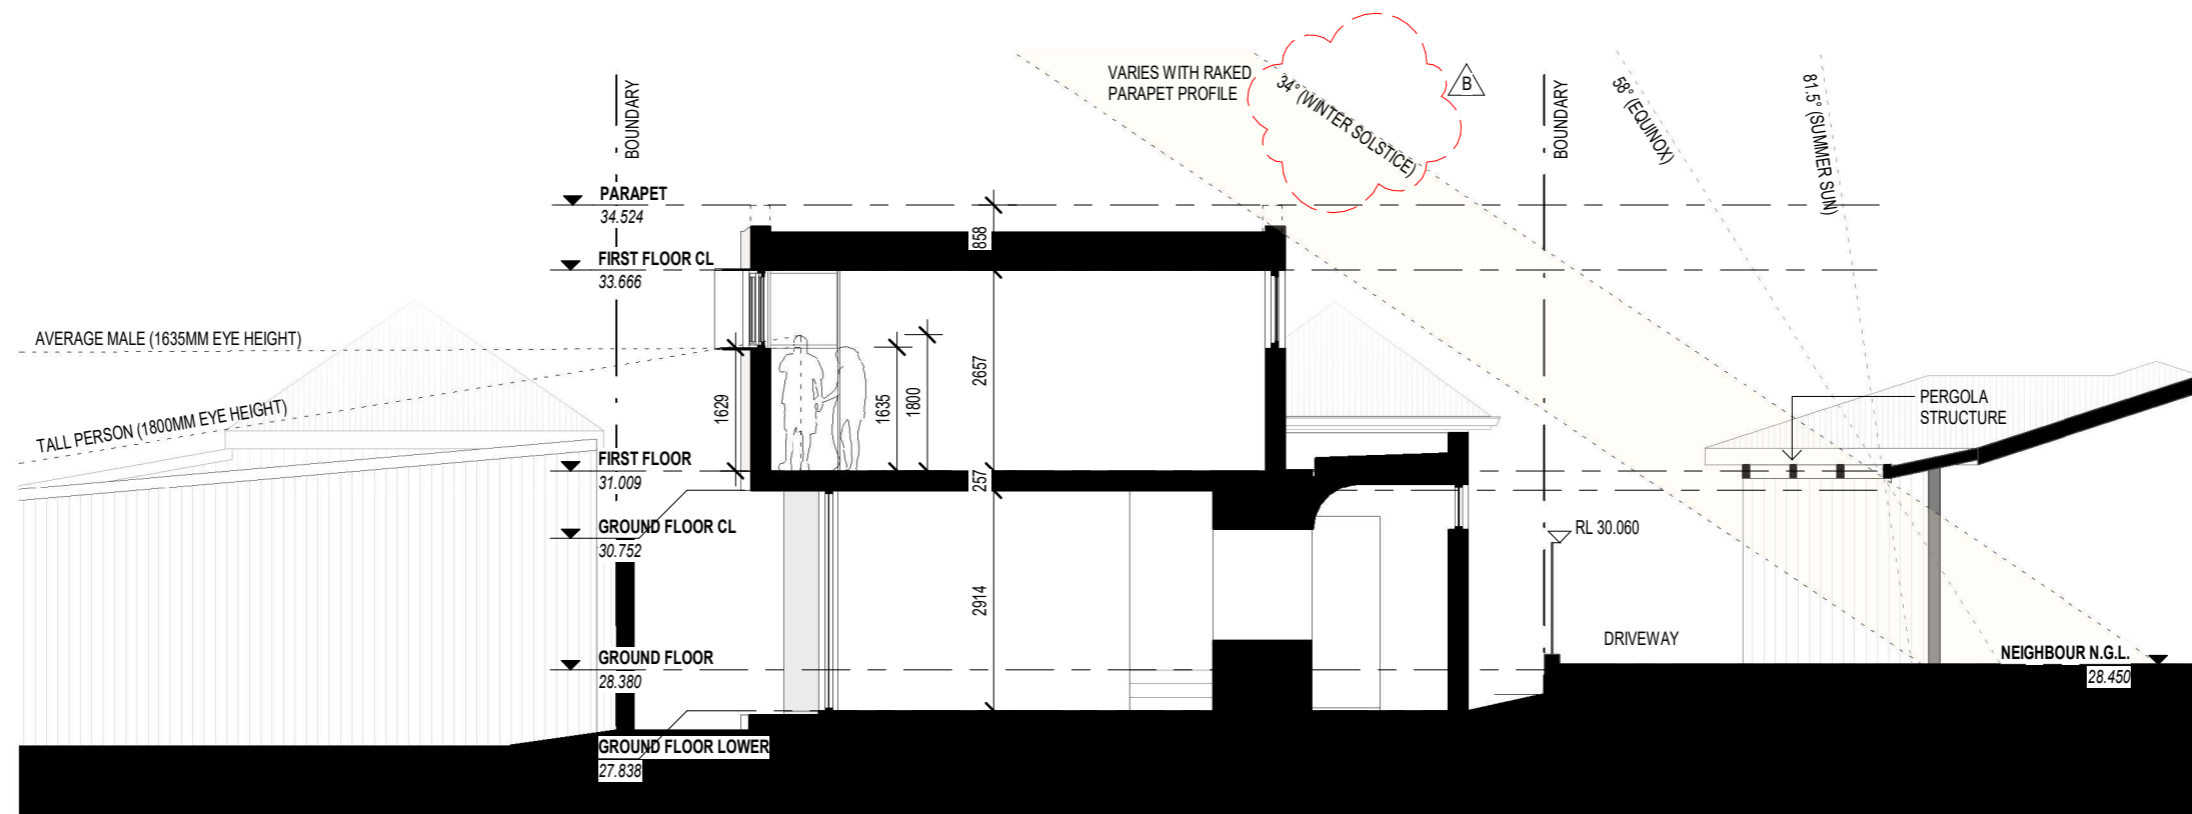 VARIES WITH RAKED
PARAPET PROFILE
34° (WINTER SOLSTICE)
B
58° (EQUINOX)
81.5° (SUMMER SUN)
BOUNDARY
BOUNDARY
PARAPET
34.524
858
FIRST FLOOR CL
33.666
AVERAGE MALE (1635MM EYE HEIGHT)
TALL PERSON (1800MM EYE HEIGHT)
1629
1635
1800
2657
PERGOLA
STRUCTURE
FIRST FLOOR
31.009
257
GROUND FLOOR CL
30.752
RL 30.060
2914
DRIVEWAY
GROUND FLOOR
28.380
NEIGHBOUR N.G.L.
28.450
GROUND FLOOR LOWER
27.838